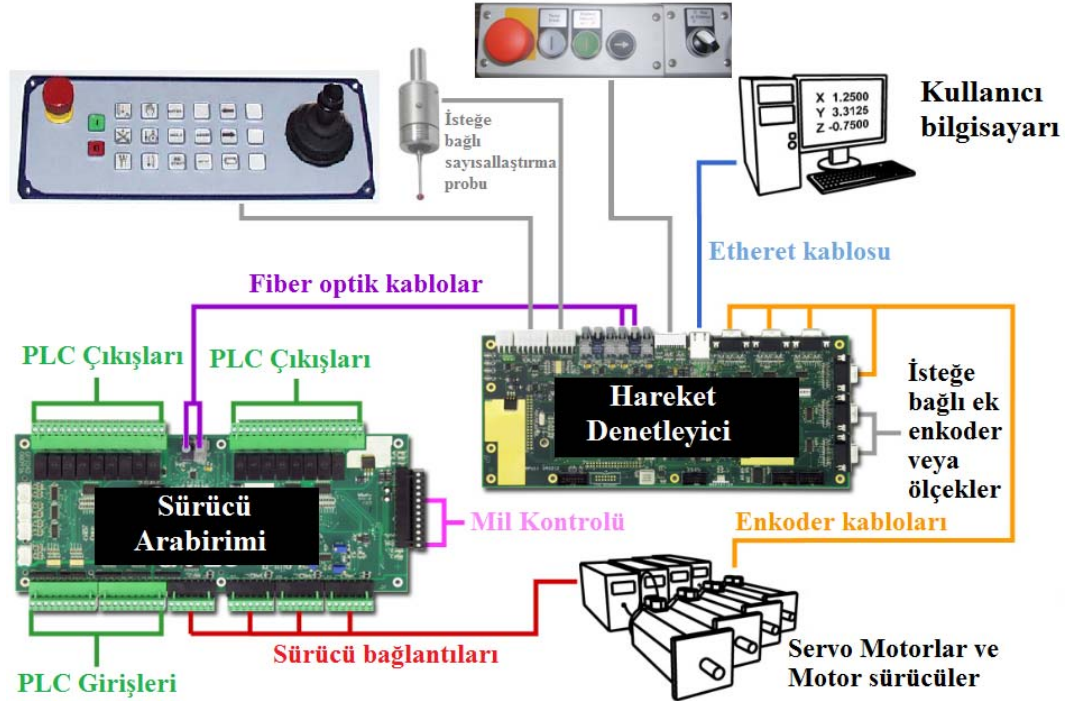 İsteğe
bağlı
sayısallaştırma
probu
X 1.2500
Y 3.3125
Z -0.7500
Kullanıcı
bilgisayarı
Etheret kablosu
Fiber optik kablolar
PLC Çıkışları
PLC Çıkışları
Hareket
Denetleyici
İsteğe
bağlı ek
enkoder
veya
ölçekler
Sürücü
Arabirimi
Mil Kontrolü
Enkoder kabloları
Sürücü bağlantıları
PLC Girişleri
Servo Motorlar ve
Motor sürücüler